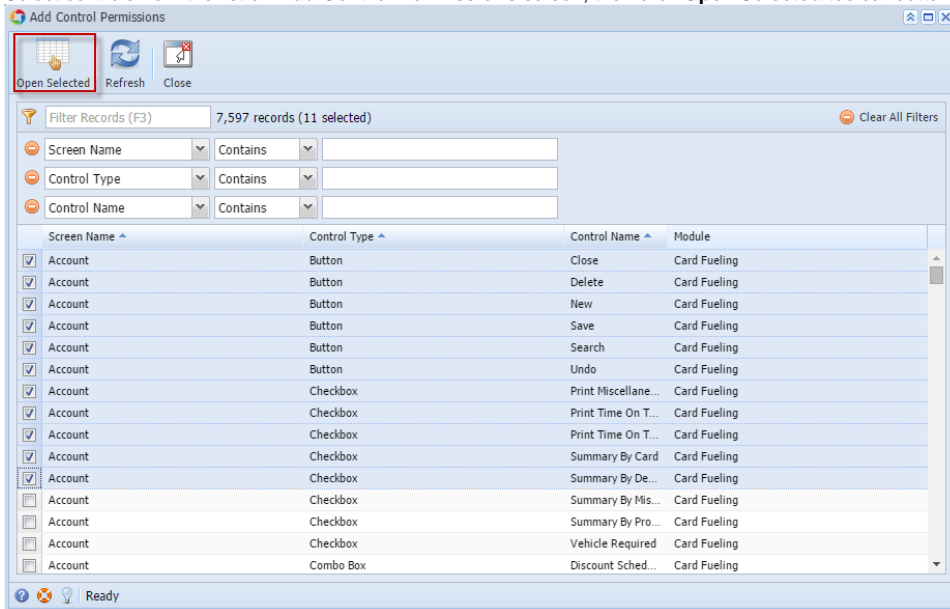 Add Control Permissions
Open Selected Refresh Close
Filter Records (F3) 7,597 records (11 selected) Clear All Filters
Screen Name Contains
Control Type Contains
Control Name Contains
Screen Name Control Type Control Name Module
Account Button Close Card Fueling
Account Button Delete Card Fueling
Account Button New Card Fueling
Account Button Save Card Fueling
Account Button Search Card Fueling
Account Button Undo Card Fueling
Account Checkbox Print Miscellane... Card Fueling
Account Checkbox Print Time On T... Card Fueling
Account Checkbox Print Time On T... Card Fueling
Account Checkbox Summary By Card Card Fueling
Account Checkbox Summary By De... Card Fueling
Account Checkbox Summary By Mis... Card Fueling
Account Checkbox Summary By Pro... Card Fueling
Account Checkbox Vehicle Required Card Fueling
Account Combo Box Discount Sched... Card Fueling
Ready